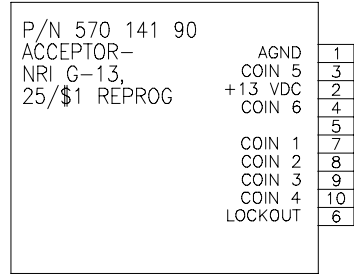 P/N 570 141 90
ACCEPTOR-
NRI G-13,
25/$1 REPROG
AGND 1
COIN 5 3
+13 VDC 2
COIN 6 4
5
COIN 1 7
COIN 2 8
COIN 3 9
COIN 4 10
LOCKOUT 6